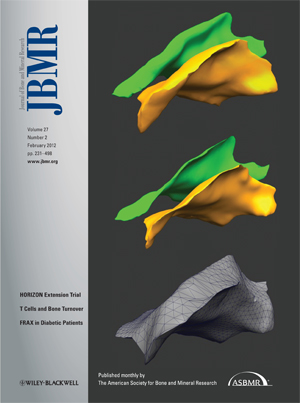 Journal of Bone and Mineral Research
JBMR
Volume 27
Number 2
February 2012
pp. 231–498
www.jbmr.org
HORIZON Extension Trial
T Cells and Bone Turnover
FRAX in Diabetic Patients
WILEY-BLACKWELL
Published monthly by
The American Society for Bone and Mineral Research
ASBMR